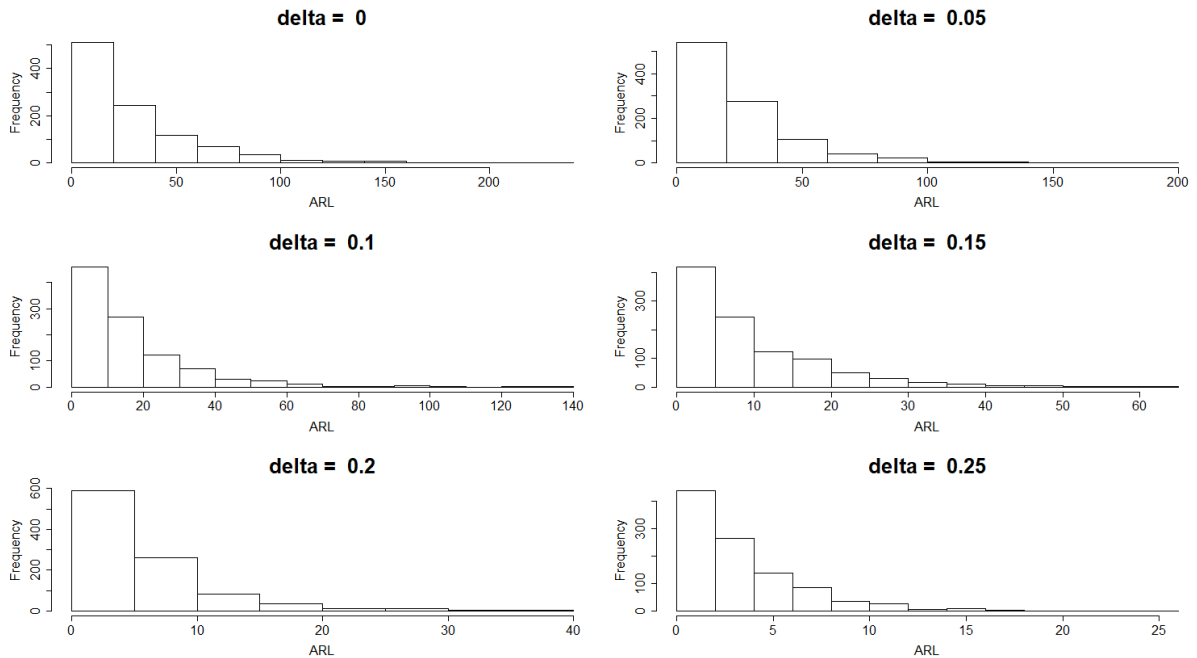 delta = 0
Frequency
0 200 400
0 50 100 150 200
ARL
delta = 0.05
Frequency
0 200 400
0 50 100 150 200
ARL
delta = 0.1
Frequency
0 100 300
0 20 40 60 80 100 120 140
ARL
delta = 0.15
Frequency
0 100 300
0 10 20 30 40 50 60
ARL
delta = 0.2
Frequency
0 200 400 600
0 10 20 30 40
ARL
delta = 0.25
Frequency
0 100 300
0 5 10 15 20 25
ARL